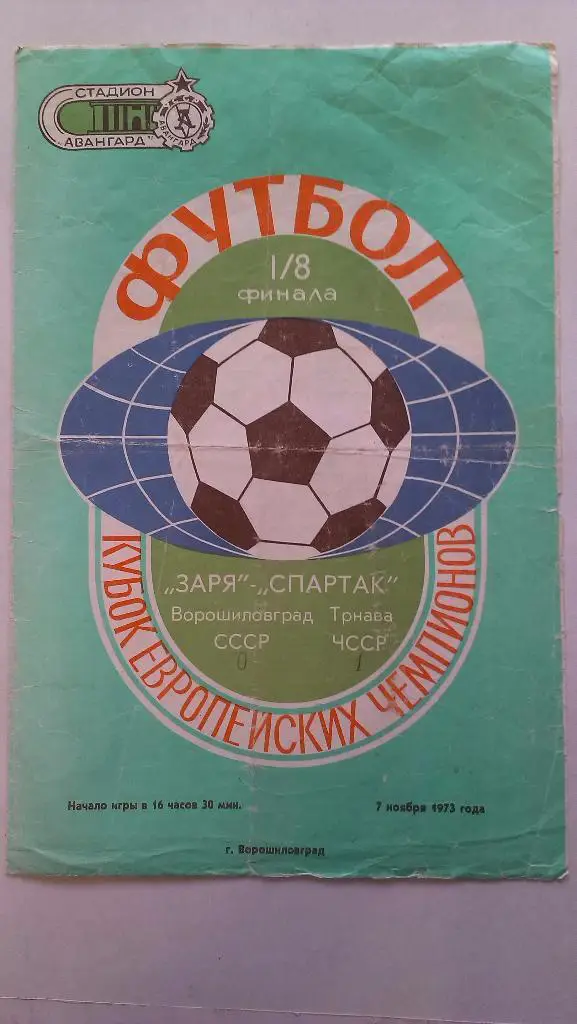 СТАДИОН
„АВАНГАРД"
АВАНГАРД
ФУТБОЛ
1/8
финала
„ЗАРЯ"-„СПАРТАК"
Ворошиловград Трнава
СССР ЧССР
0 1
КУБОК ЕВРОПЕЙСКИХ ЧЕМПИОНОВ
Начало игры в 16 часов 30 мин. 7 ноября 1973 года
г. Ворошиловград